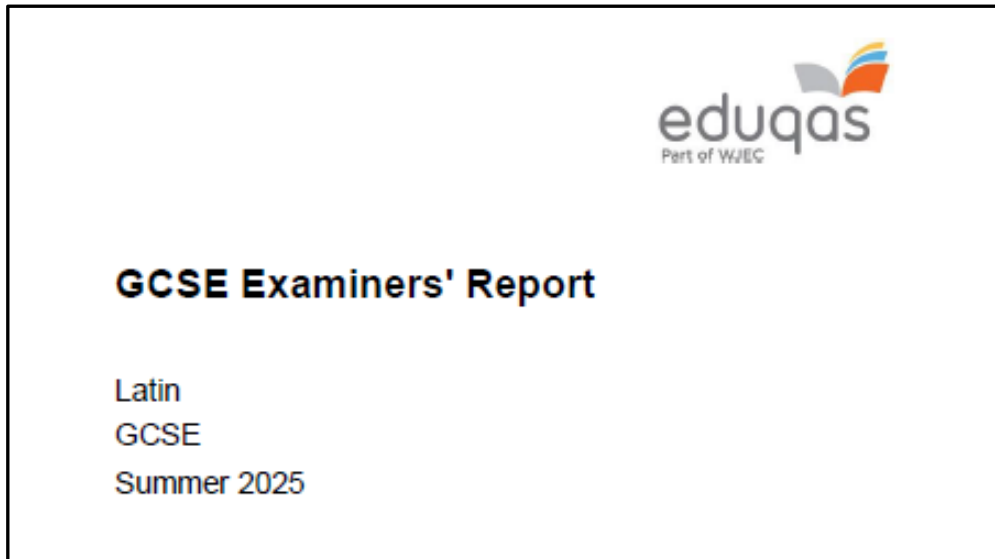 eduqas
Part of WJEC
GCSE Examiners' Report
Latin
GCSE
Summer 2025